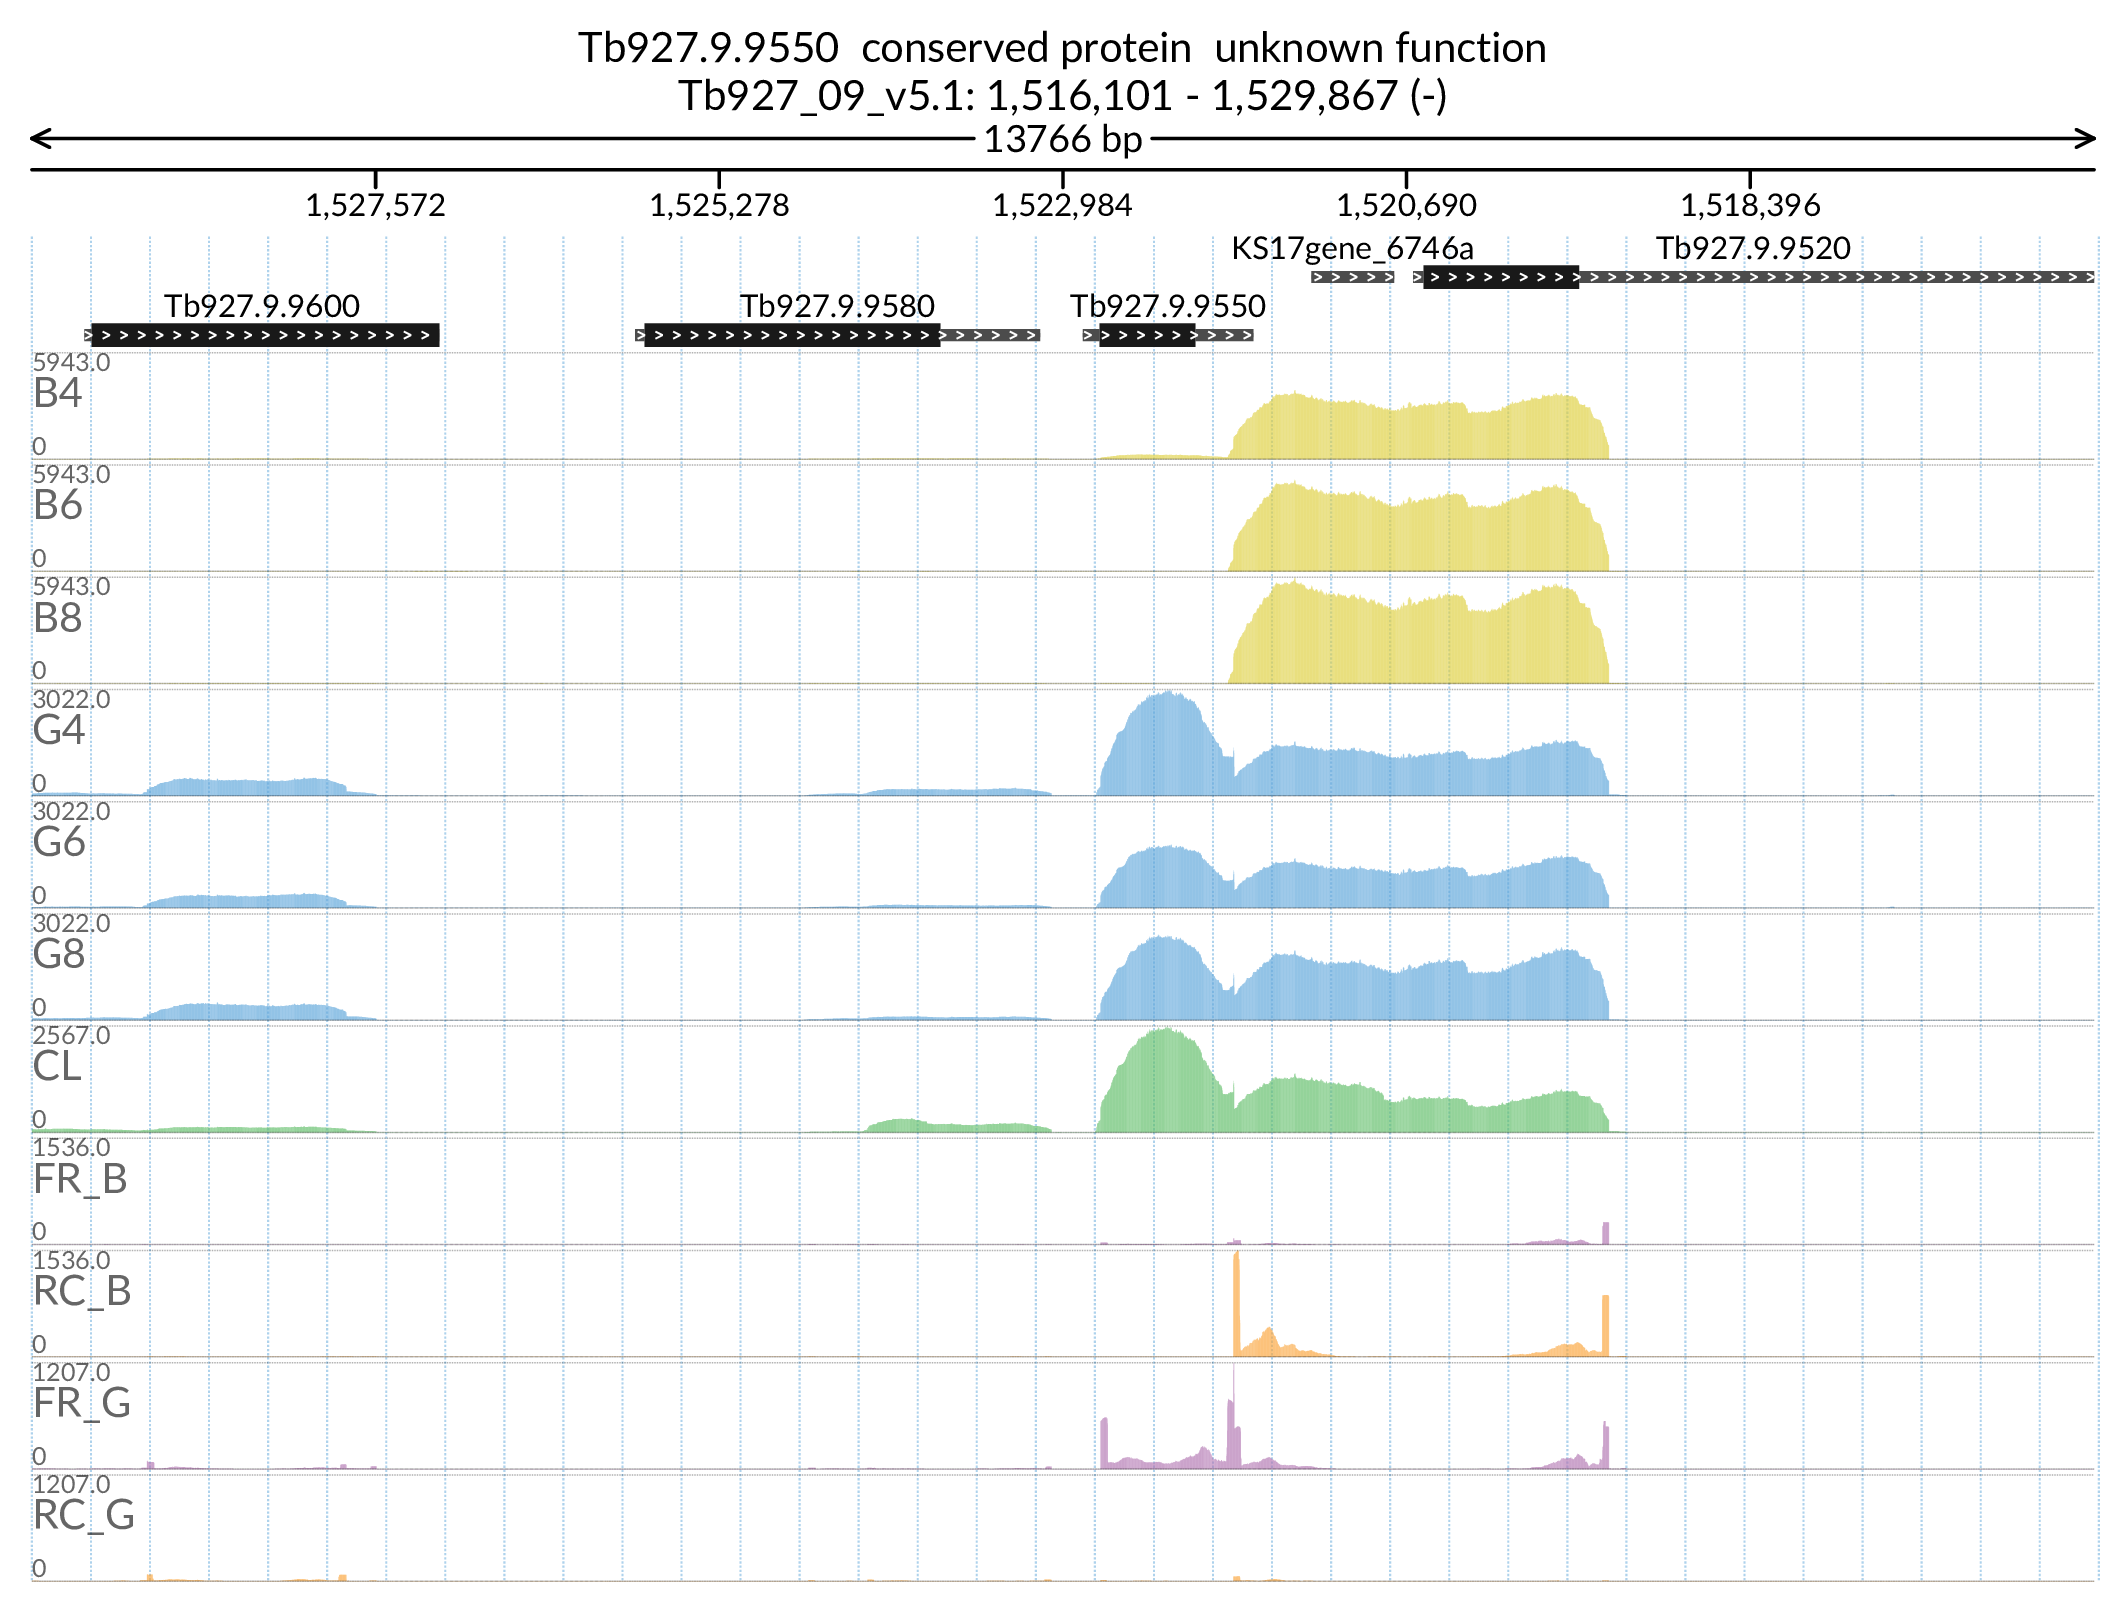 Tb927.9.9550  conserved protein  unknown function
Tb927_09_v5.1: 1,516,101 - 1,529,867 (-)
13766 bp
1,527,572 1,525,278 1,522,984 1,520,690 1,518,396
KS17gene_6746a Tb927.9.9520
Tb927.9.9600 Tb927.9.9580 Tb927.9.9550
5943.0
B4
0
5943.0
B6
0
5943.0
B8
0
3022.0
G4
0
3022.0
G6
0
3022.0
G8
0
2567.0
CL
0
1536.0
FR_B
0
1536.0
RC_B
0
1207.0
FR_G
0
1207.0
RC_G
0